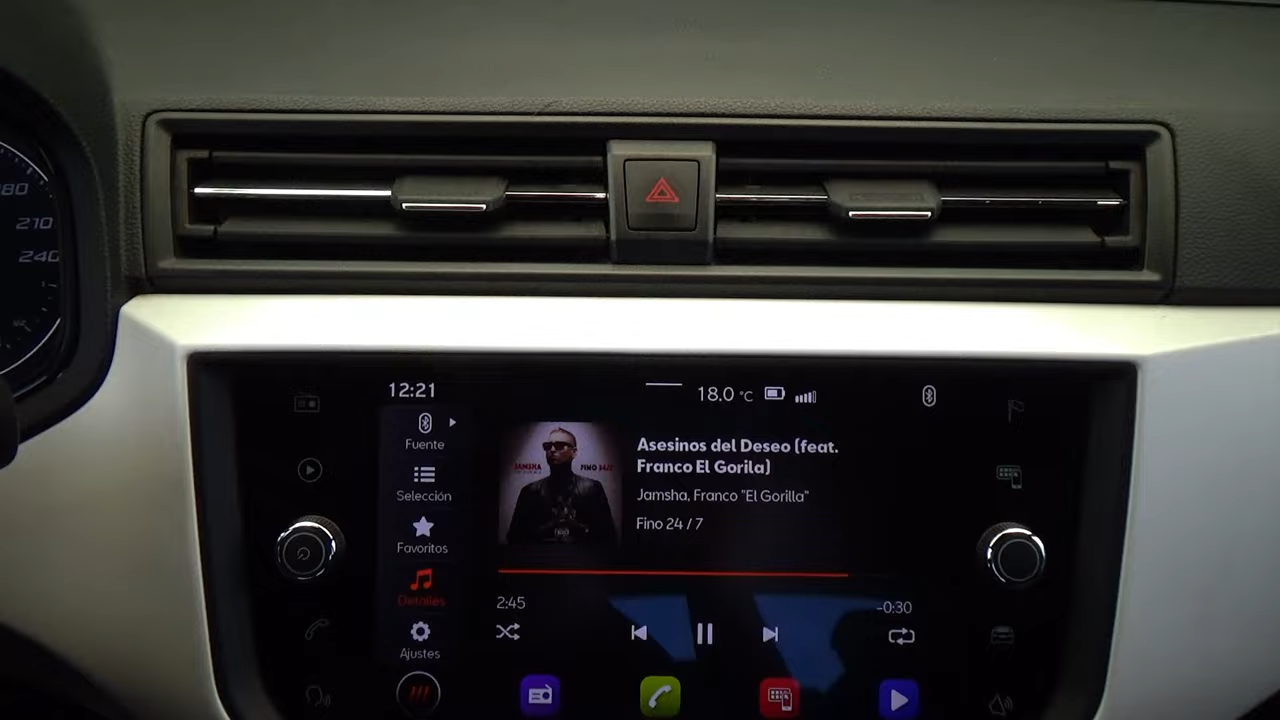 210
240
12:21
18.0 °C
Fuente
Selección
Favoritos
Detalles
Ajustes
JAMSHA
FINO 24/7
Asesinos del Deseo (feat.
Franco El Gorila)
Jamsha, Franco "El Gorilla"
Fino 24 / 7
2:45
-0:30